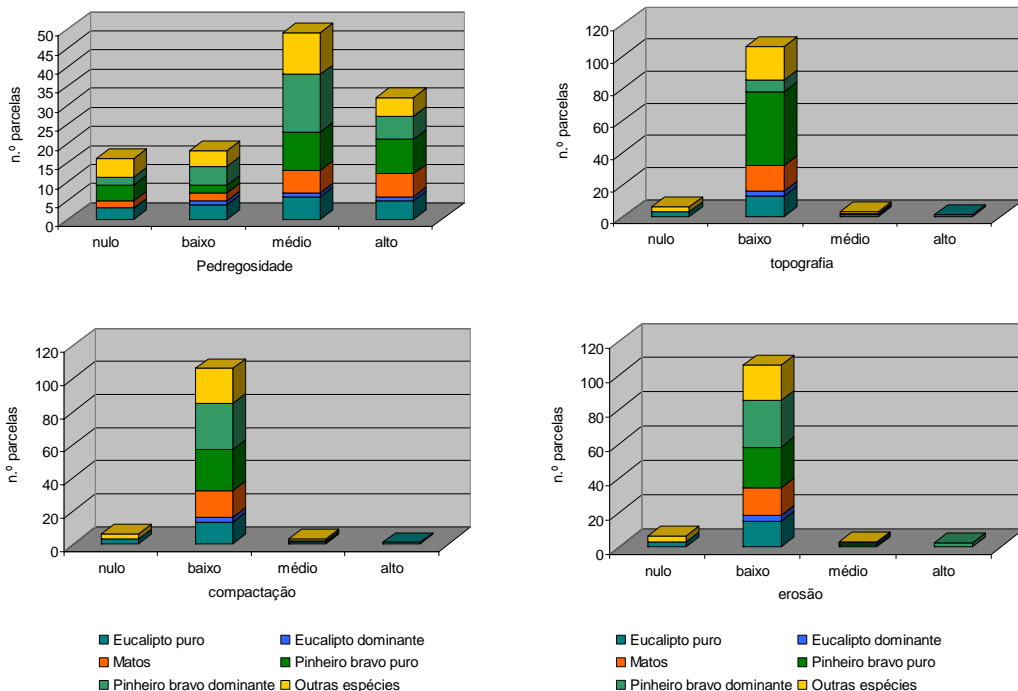 50
45
40
35
30
25
20
15
10
5
0
n.º parcelas
nulo baixo médio alto
Pedregosidade
120
100
80
60
40
20
0
n.º parcelas
nulo baixo médio alto
topografia
120
100
80
60
40
20
0
n.º parcelas
nulo baixo médio alto
compactação
120
100
80
60
40
20
0
n.º parcelas
nulo baixo médio alto
erosão
Eucalipto puro Eucalipto dominante
Matos Pinheiro bravo puro
Pinheiro bravo dominante Outras espécies
Eucalipto puro Eucalipto dominante
Matos Pinheiro bravo puro
Pinheiro bravo dominante Outras espécies